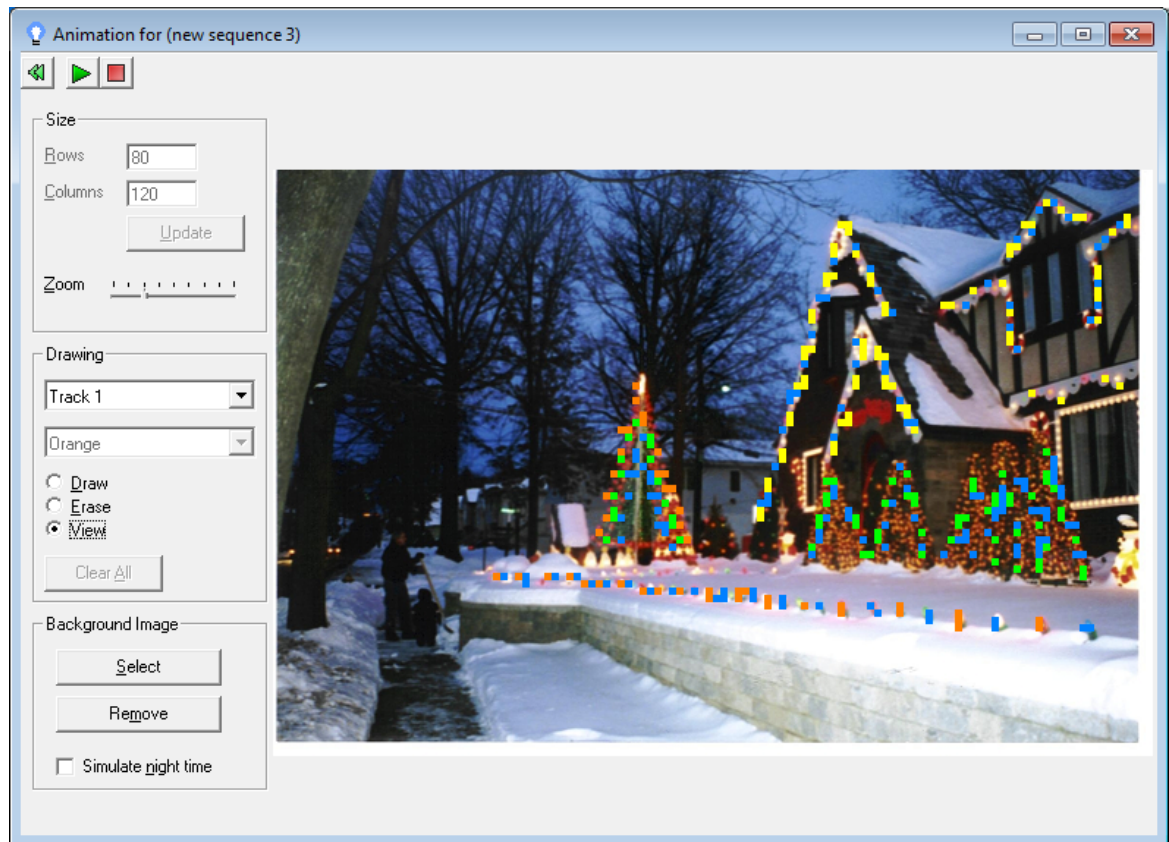 Animation for (new sequence 3)
Size
Rows 80
Columns 120
Update
Zoom
Drawing
Track 1
Orange
Draw
Erase
View
Clear All
Background Image
Select
Remove
Simulate night time